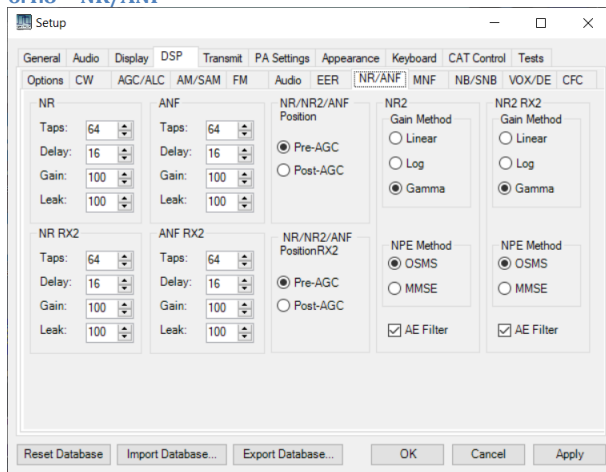 Setup
General Audio Display DSP Transmit PA Settings Appearance Keyboard CAT Control Tests
Options CW AGC/ALC AM/SAM FM Audio EER NR/ANF MNF NB/SNB VOX/DE CFC
NR
Taps: 64
Delay: 16
Gain: 100
Leak: 100
ANF
Taps: 64
Delay: 16
Gain: 100
Leak: 100
NR/NR2/ANF
Position
Pre-AGC
Post-AGC
NR2
Gain Method
Linear
Log
Gamma
NPE Method
OSMS
MMSE
AE Filter
NR2 RX2
Gain Method
Linear
Log
Gamma
NPE Method
OSMS
MMSE
AE Filter
NR RX2
Taps: 64
Delay: 16
Gain: 100
Leak: 100
ANF RX2
Taps: 64
Delay: 16
Gain: 100
Leak: 100
NR/NR2/ANF
PositionRX2
Pre-AGC
Post-AGC
Reset Database Import Database... Export Database... OK Cancel Apply